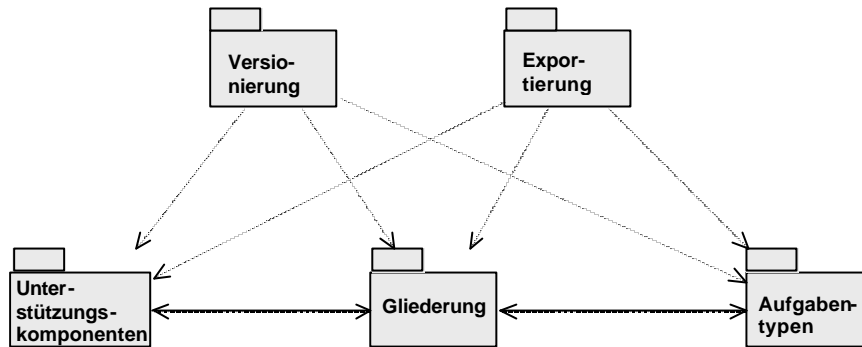 Versio-
nierung
Expor-
tierung
Unter-
stützungs-
komponenten
Gliederung
Aufgaben-
typen